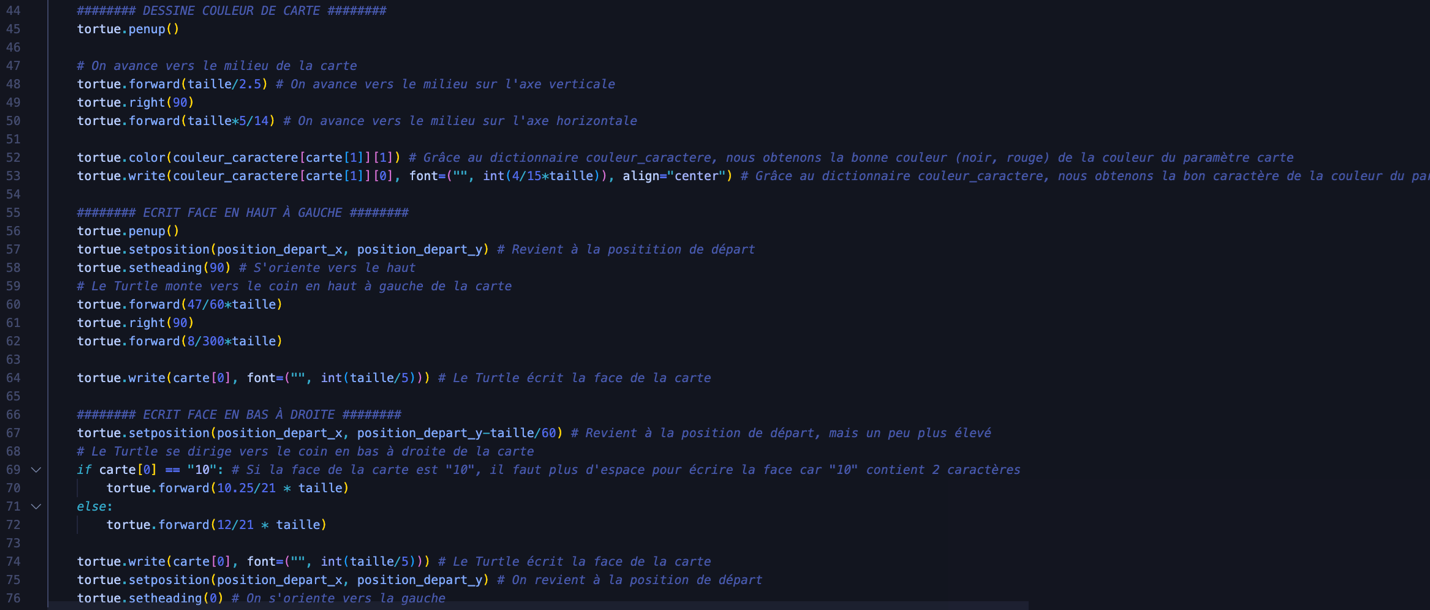 44 ######## DESSINE COULEUR DE CARTE ########
45 tortue.penup()
46
47 # On avance vers le milieu de la carte
48 tortue.forward(taille/2.5) # On avance vers le milieu sur l'axe verticale
49 tortue.right(90)
50 tortue.forward(taille*5/14) # On avance vers le milieu sur l'axe horizontale
51
52 tortue.color(couleur_caractere[carte[1]][1]) # Grâce au dictionnaire couleur_caractere, nous obtenons la bonne couleur (noir, rouge) de la couleur du paramètre carte
53 tortue.write(couleur_caractere[carte[1]][0], font=("", int(4/15*taille)), align="center") # Grâce au dictionnaire couleur_caractere, nous obtenons la bon caractère de la couleur du
54
55 ######## ECRIT FACE EN HAUT À GAUCHE ########
56 tortue.penup()
57 tortue.setposition(position_depart_x, position_depart_y) # Revient à la positition de départ
58 tortue.setheading(90) # S'oriente vers le haut
59 # Le Turtle monte vers le coin en haut à gauche de la carte
60 tortue.forward(47/60*taille)
61 tortue.right(90)
62 tortue.forward(8/300*taille)
63
64 tortue.write(carte[0], font=("", int(taille/5))) # Le Turtle écrit la face de la carte
65
66 ######## ECRIT FACE EN BAS À DROITE ########
67 tortue.setposition(position_depart_x, position_depart_y-taille/60) # Revient à la position de départ, mais un peu plus élevé
68 # Le Turtle se dirige vers le coin en bas à droite de la carte
69 if carte[0] == "10": # Si la face de la carte est "10", il faut plus d'espace pour écrire la face car "10" contient 2 caractères
70 tortue.forward(10.25/21 * taille)
71 else:
72 tortue.forward(12/21 * taille)
73
74 tortue.write(carte[0], font=("", int(taille/5))) # Le Turtle écrit la face de la carte
75 tortue.setposition(position_depart_x, position_depart_y) # On revient à la position de départ
76 tortue.setheading(0) # On s'oriente vers la gauche